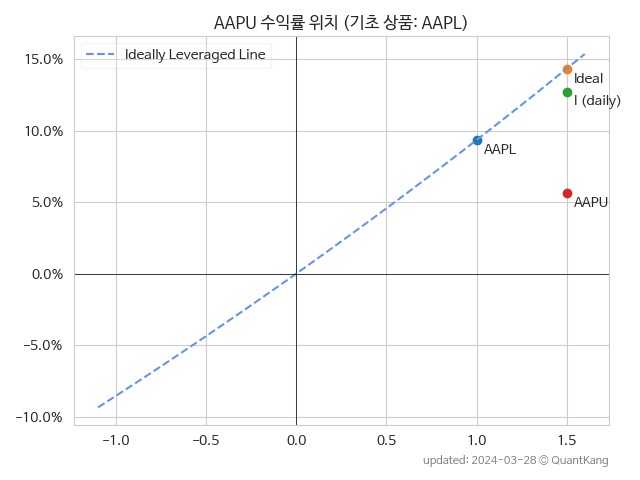 AAPU 수익률 위치 (기초 상품: AAPL)
Ideally Leveraged Line
15.0%
10.0%
5.0%
0.0%
−5.0%
−10.0%
Ideal
I (daily)
AAPL
AAPU
−1.0
−0.5
0.0
0.5
1.0
1.5
updated: 2024-03-28 © QuantKang